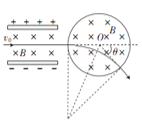 + + + +
v₀ × × ×
× B ×
− − − −
× ×
× × B
O
× × ×
θ
× ×